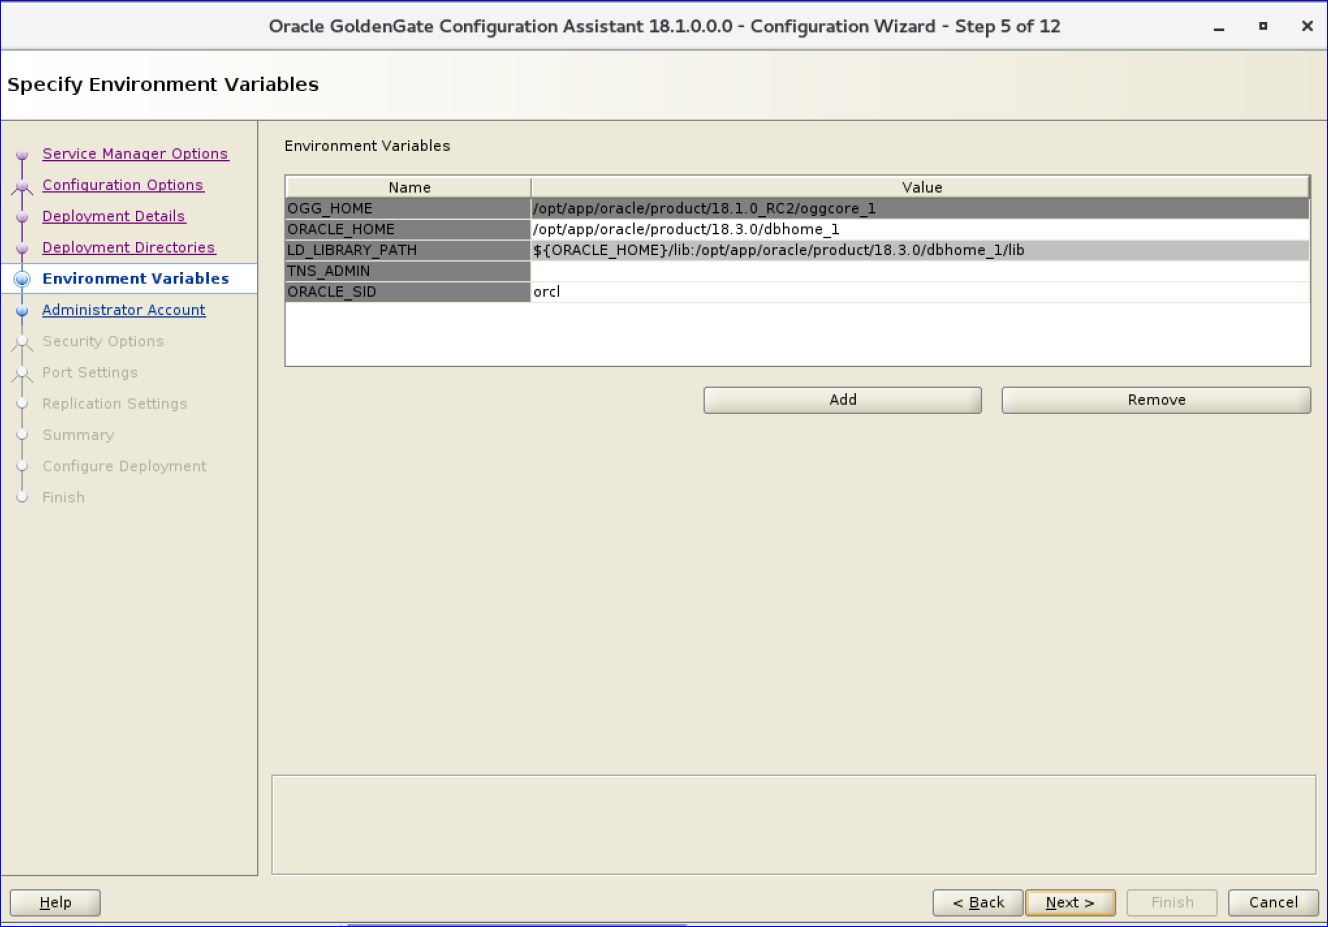 Oracle GoldenGate Configuration Assistant 18.1.0.0.0 - Configuration Wizard - Step 5 of 12
Specify Environment Variables
Service Manager Options
Configuration Options
Deployment Details
Deployment Directories
Environment Variables
Administrator Account
Security Options
Port Settings
Replication Settings
Summary
Configure Deployment
Finish
Environment Variables
Name Value
OGG_HOME /opt/app/oracle/product/18.1.0_RC2/oggcore_1
ORACLE_HOME /opt/app/oracle/product/18.3.0/dbhome_1
LD_LIBRARY_PATH ${ORACLE_HOME}/lib:/opt/app/oracle/product/18.3.0/dbhome_1/lib
TNS_ADMIN
ORACLE_SID orcl
Add Remove
Help < Back Next > Finish Cancel